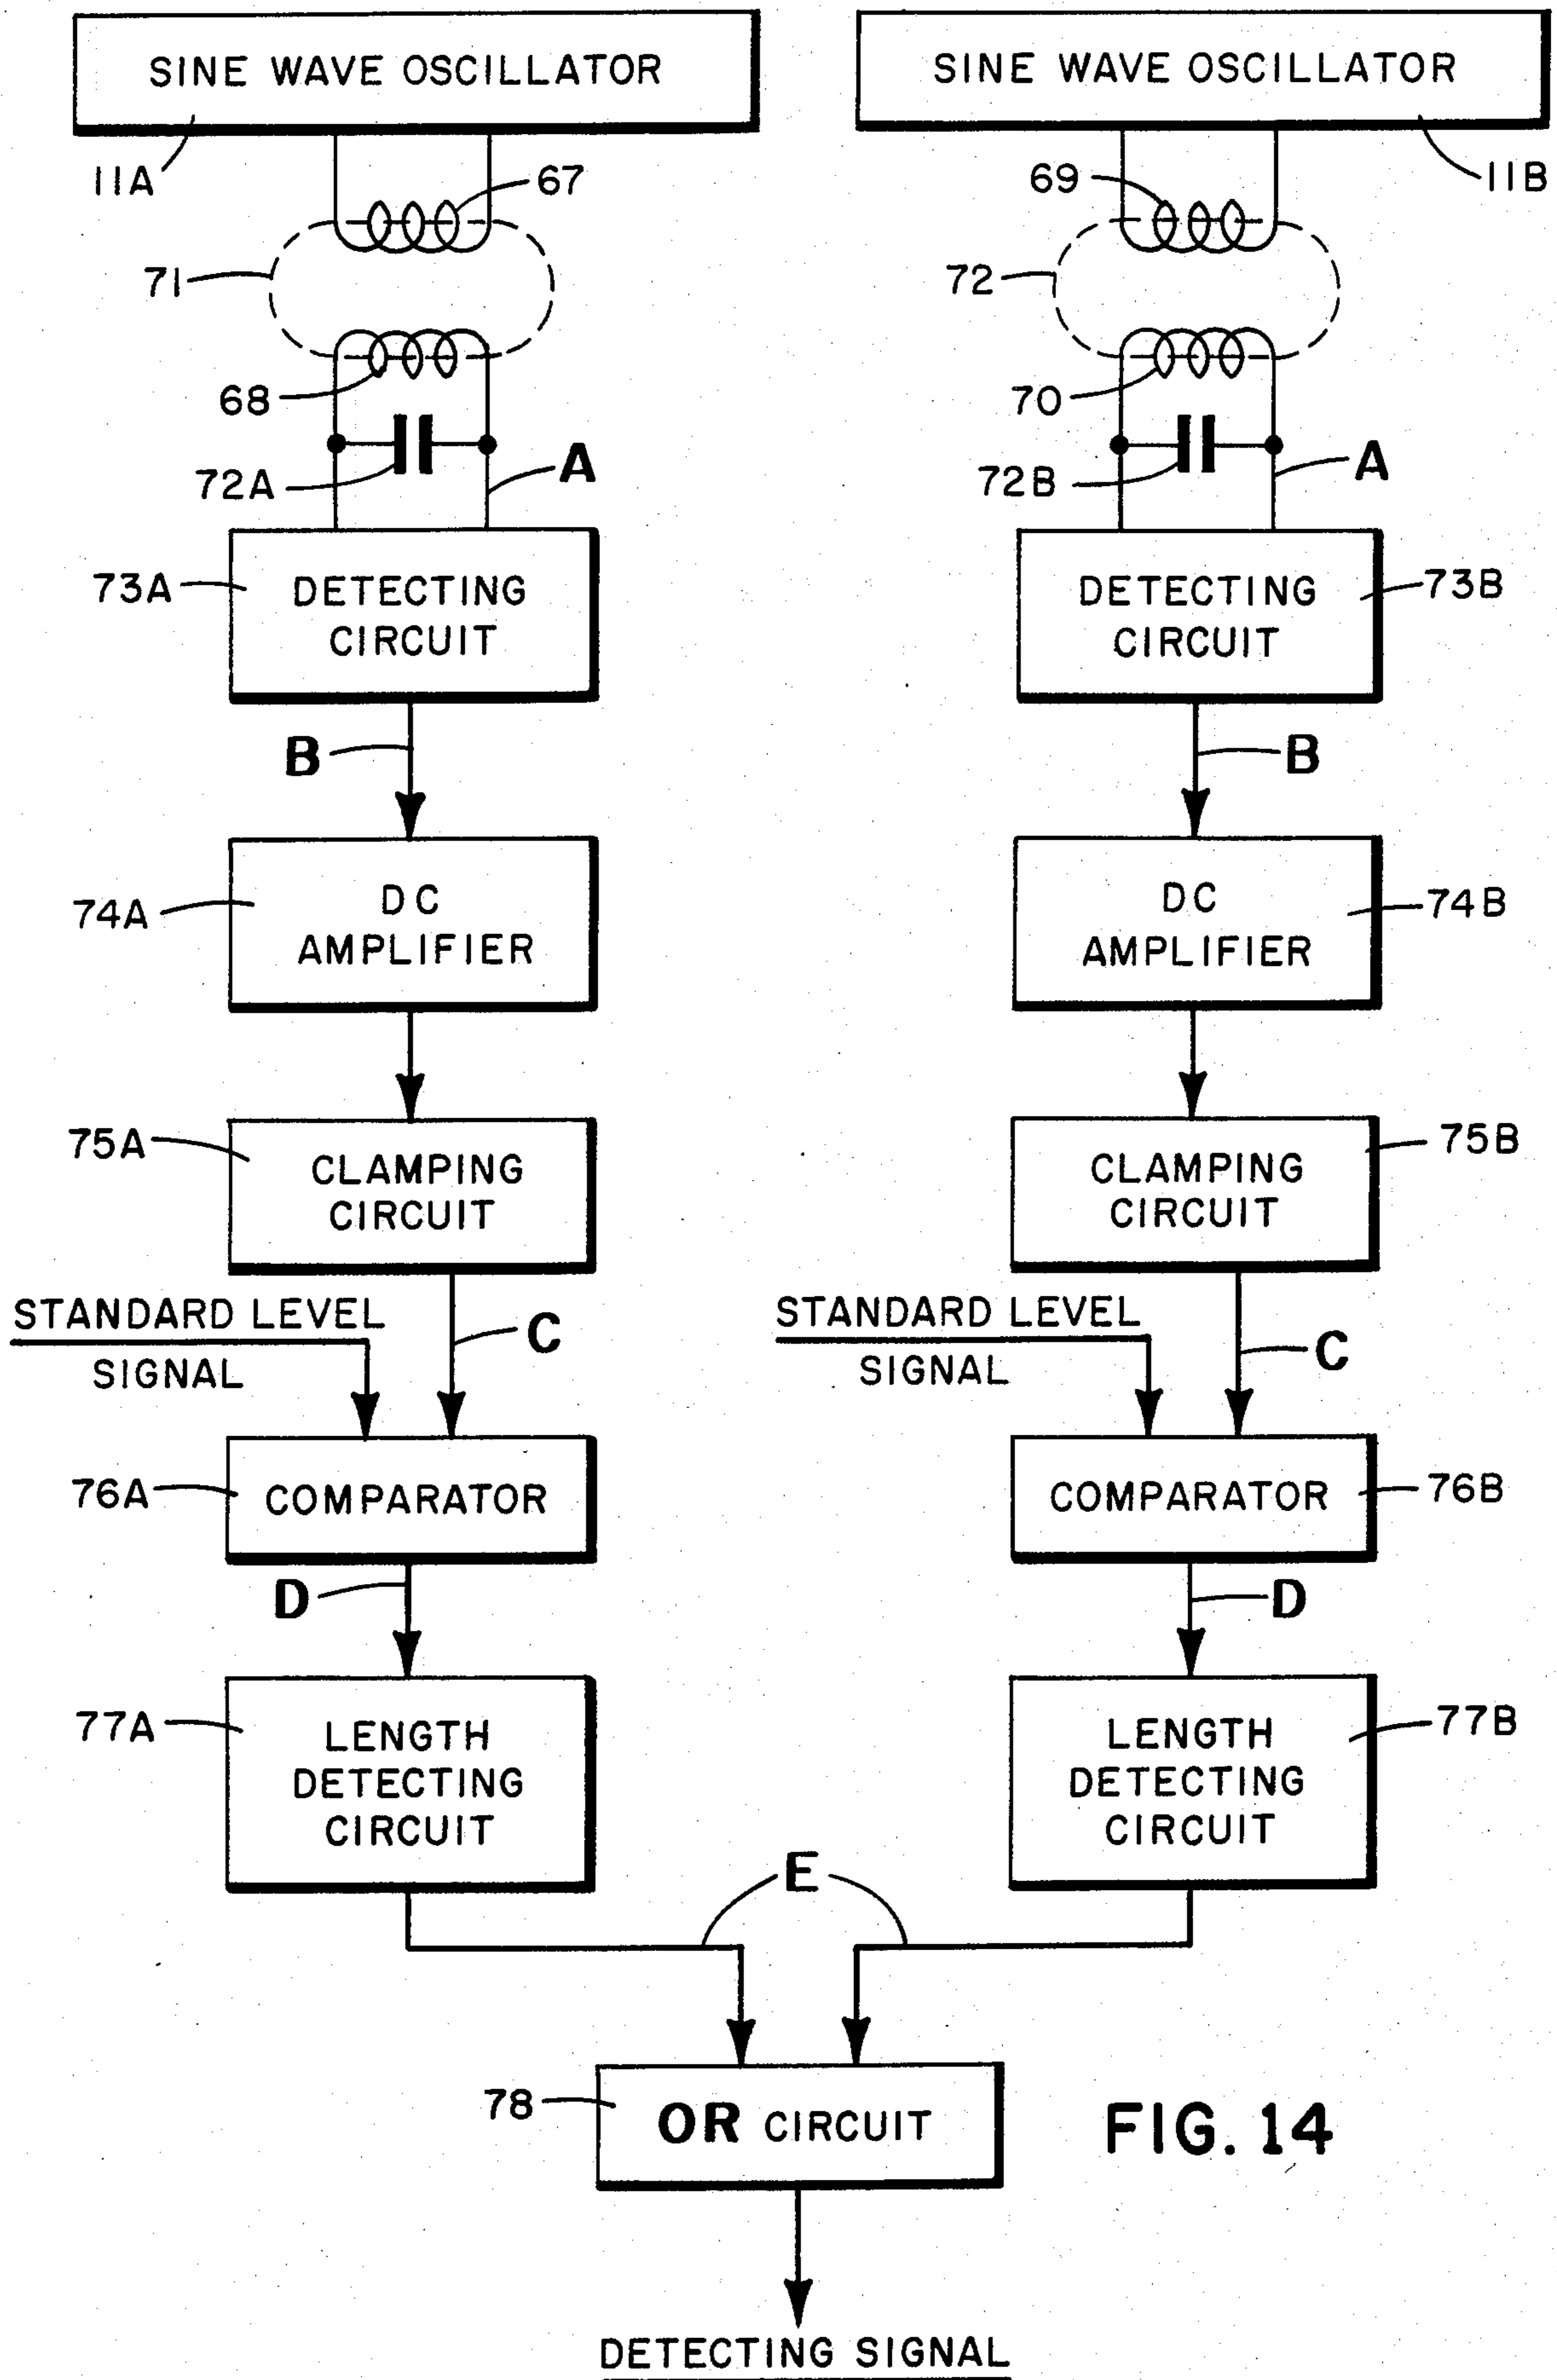 SINE WAVE OSCILLATOR
SINE WAVE OSCILLATOR
11A
67
69
11B
71
72
68
70
72A
A
72B
A
73A
DETECTING
CIRCUIT
DETECTING
CIRCUIT
73B
B
B
74A
DC
AMPLIFIER
DC
AMPLIFIER
74B
75A
CLAMPING
CIRCUIT
CLAMPING
CIRCUIT
75B
STANDARD LEVEL
SIGNAL
C
STANDARD LEVEL
SIGNAL
C
76A
COMPARATOR
COMPARATOR
76B
D
D
77A
LENGTH
DETECTING
CIRCUIT
LENGTH
DETECTING
CIRCUIT
77B
E
78
OR CIRCUIT
FIG. 14
DETECTING SIGNAL